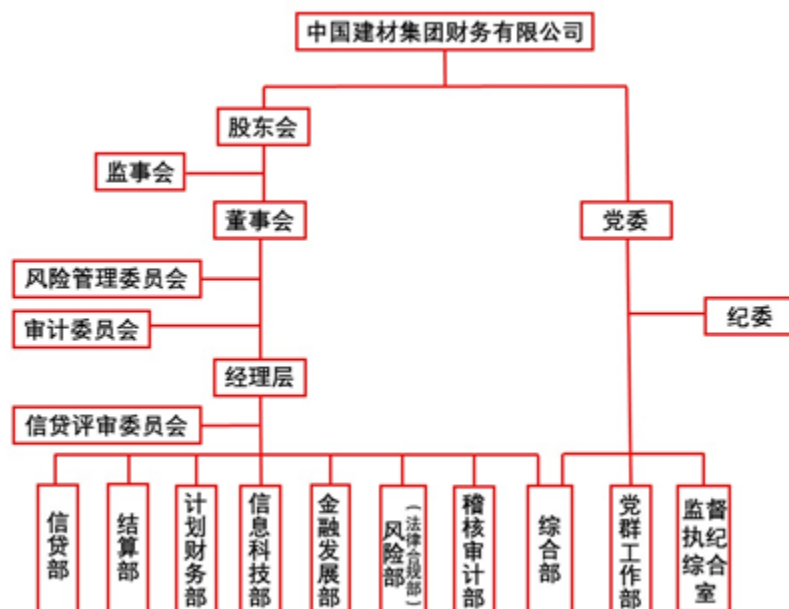 中国建材集团财务有限公司
股东会
监事会
董事会
党委
风险管理委员会
纪委
审计委员会
经理层
信贷评审委员会
信贷部
结算部
计划财务部
信息科技部
金融发展部
风险部
(法律合规部)
稽核审计部
综合部
党群工作部
监督执纪综合室